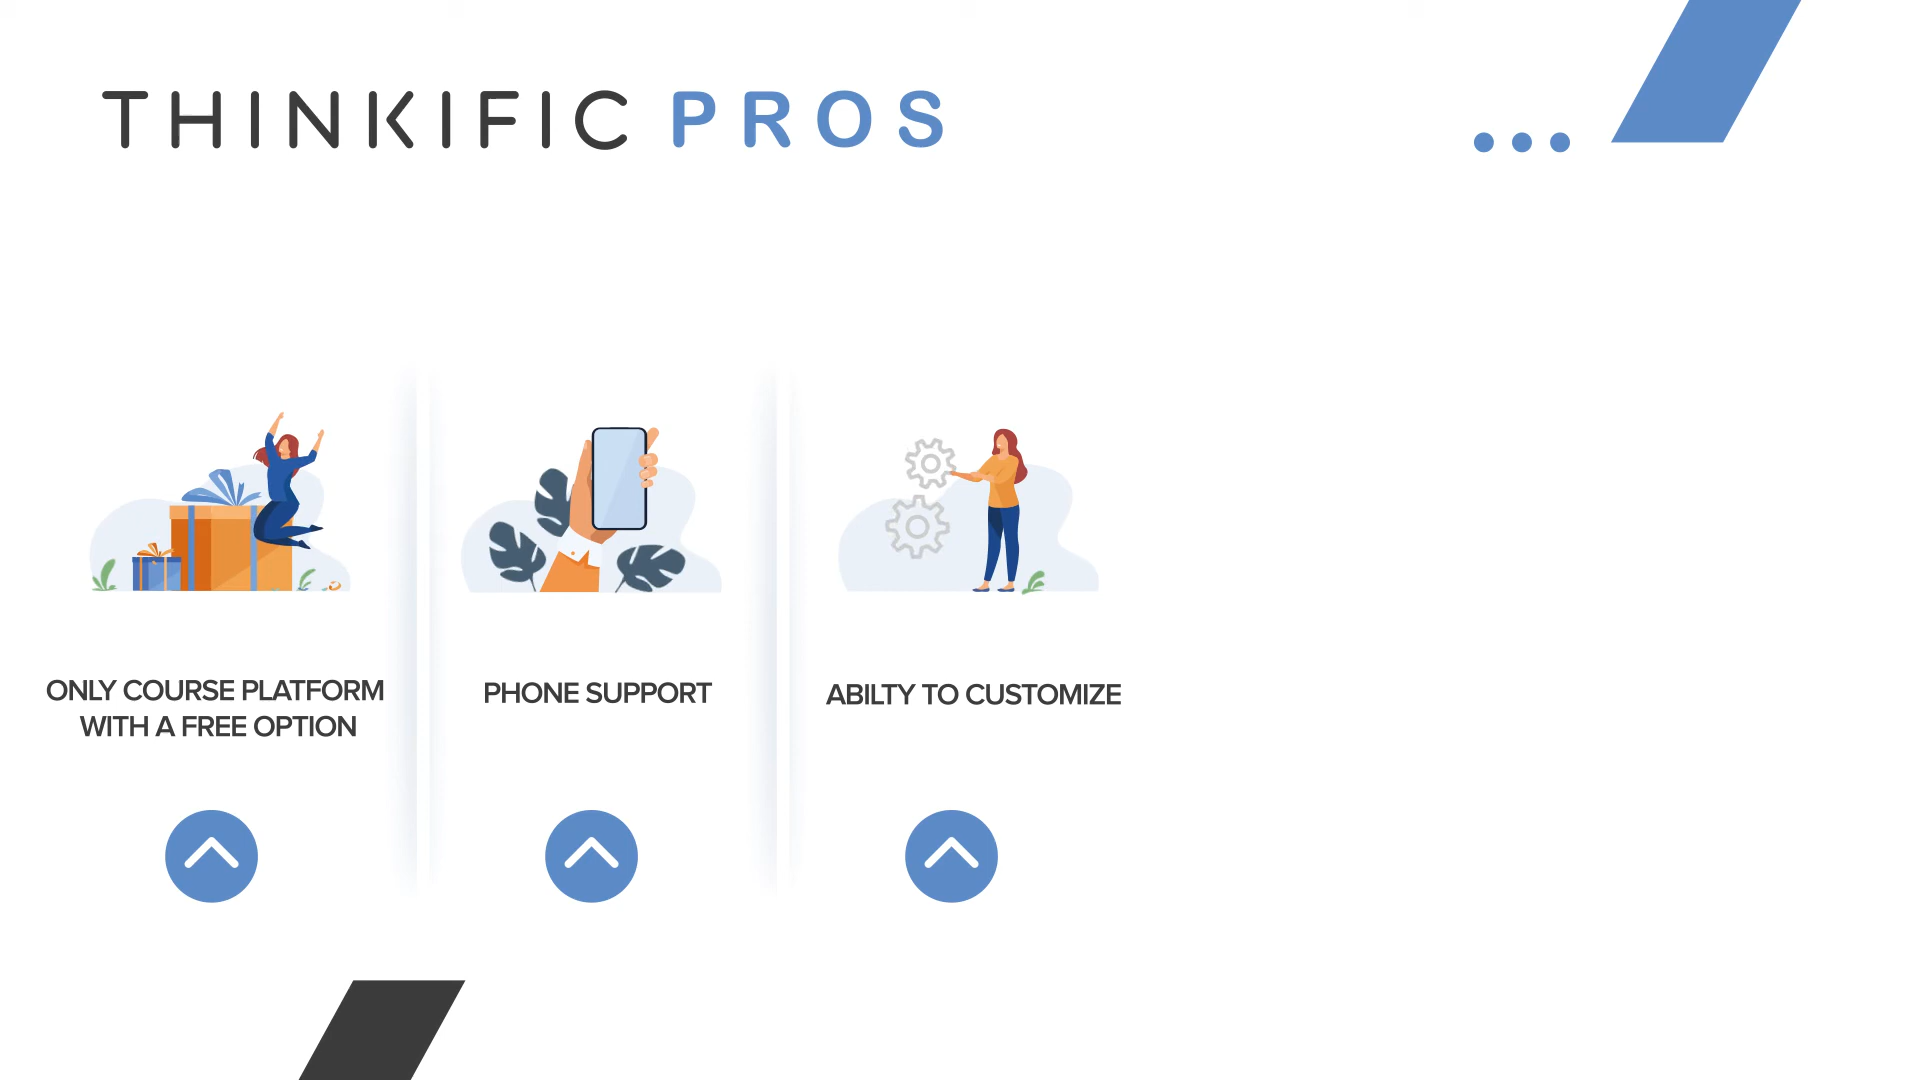 THINKIFIC PROS
ONLY COURSE PLATFORM
WITH A FREE OPTION
PHONE SUPPORT
ABILTY TO CUSTOMIZE